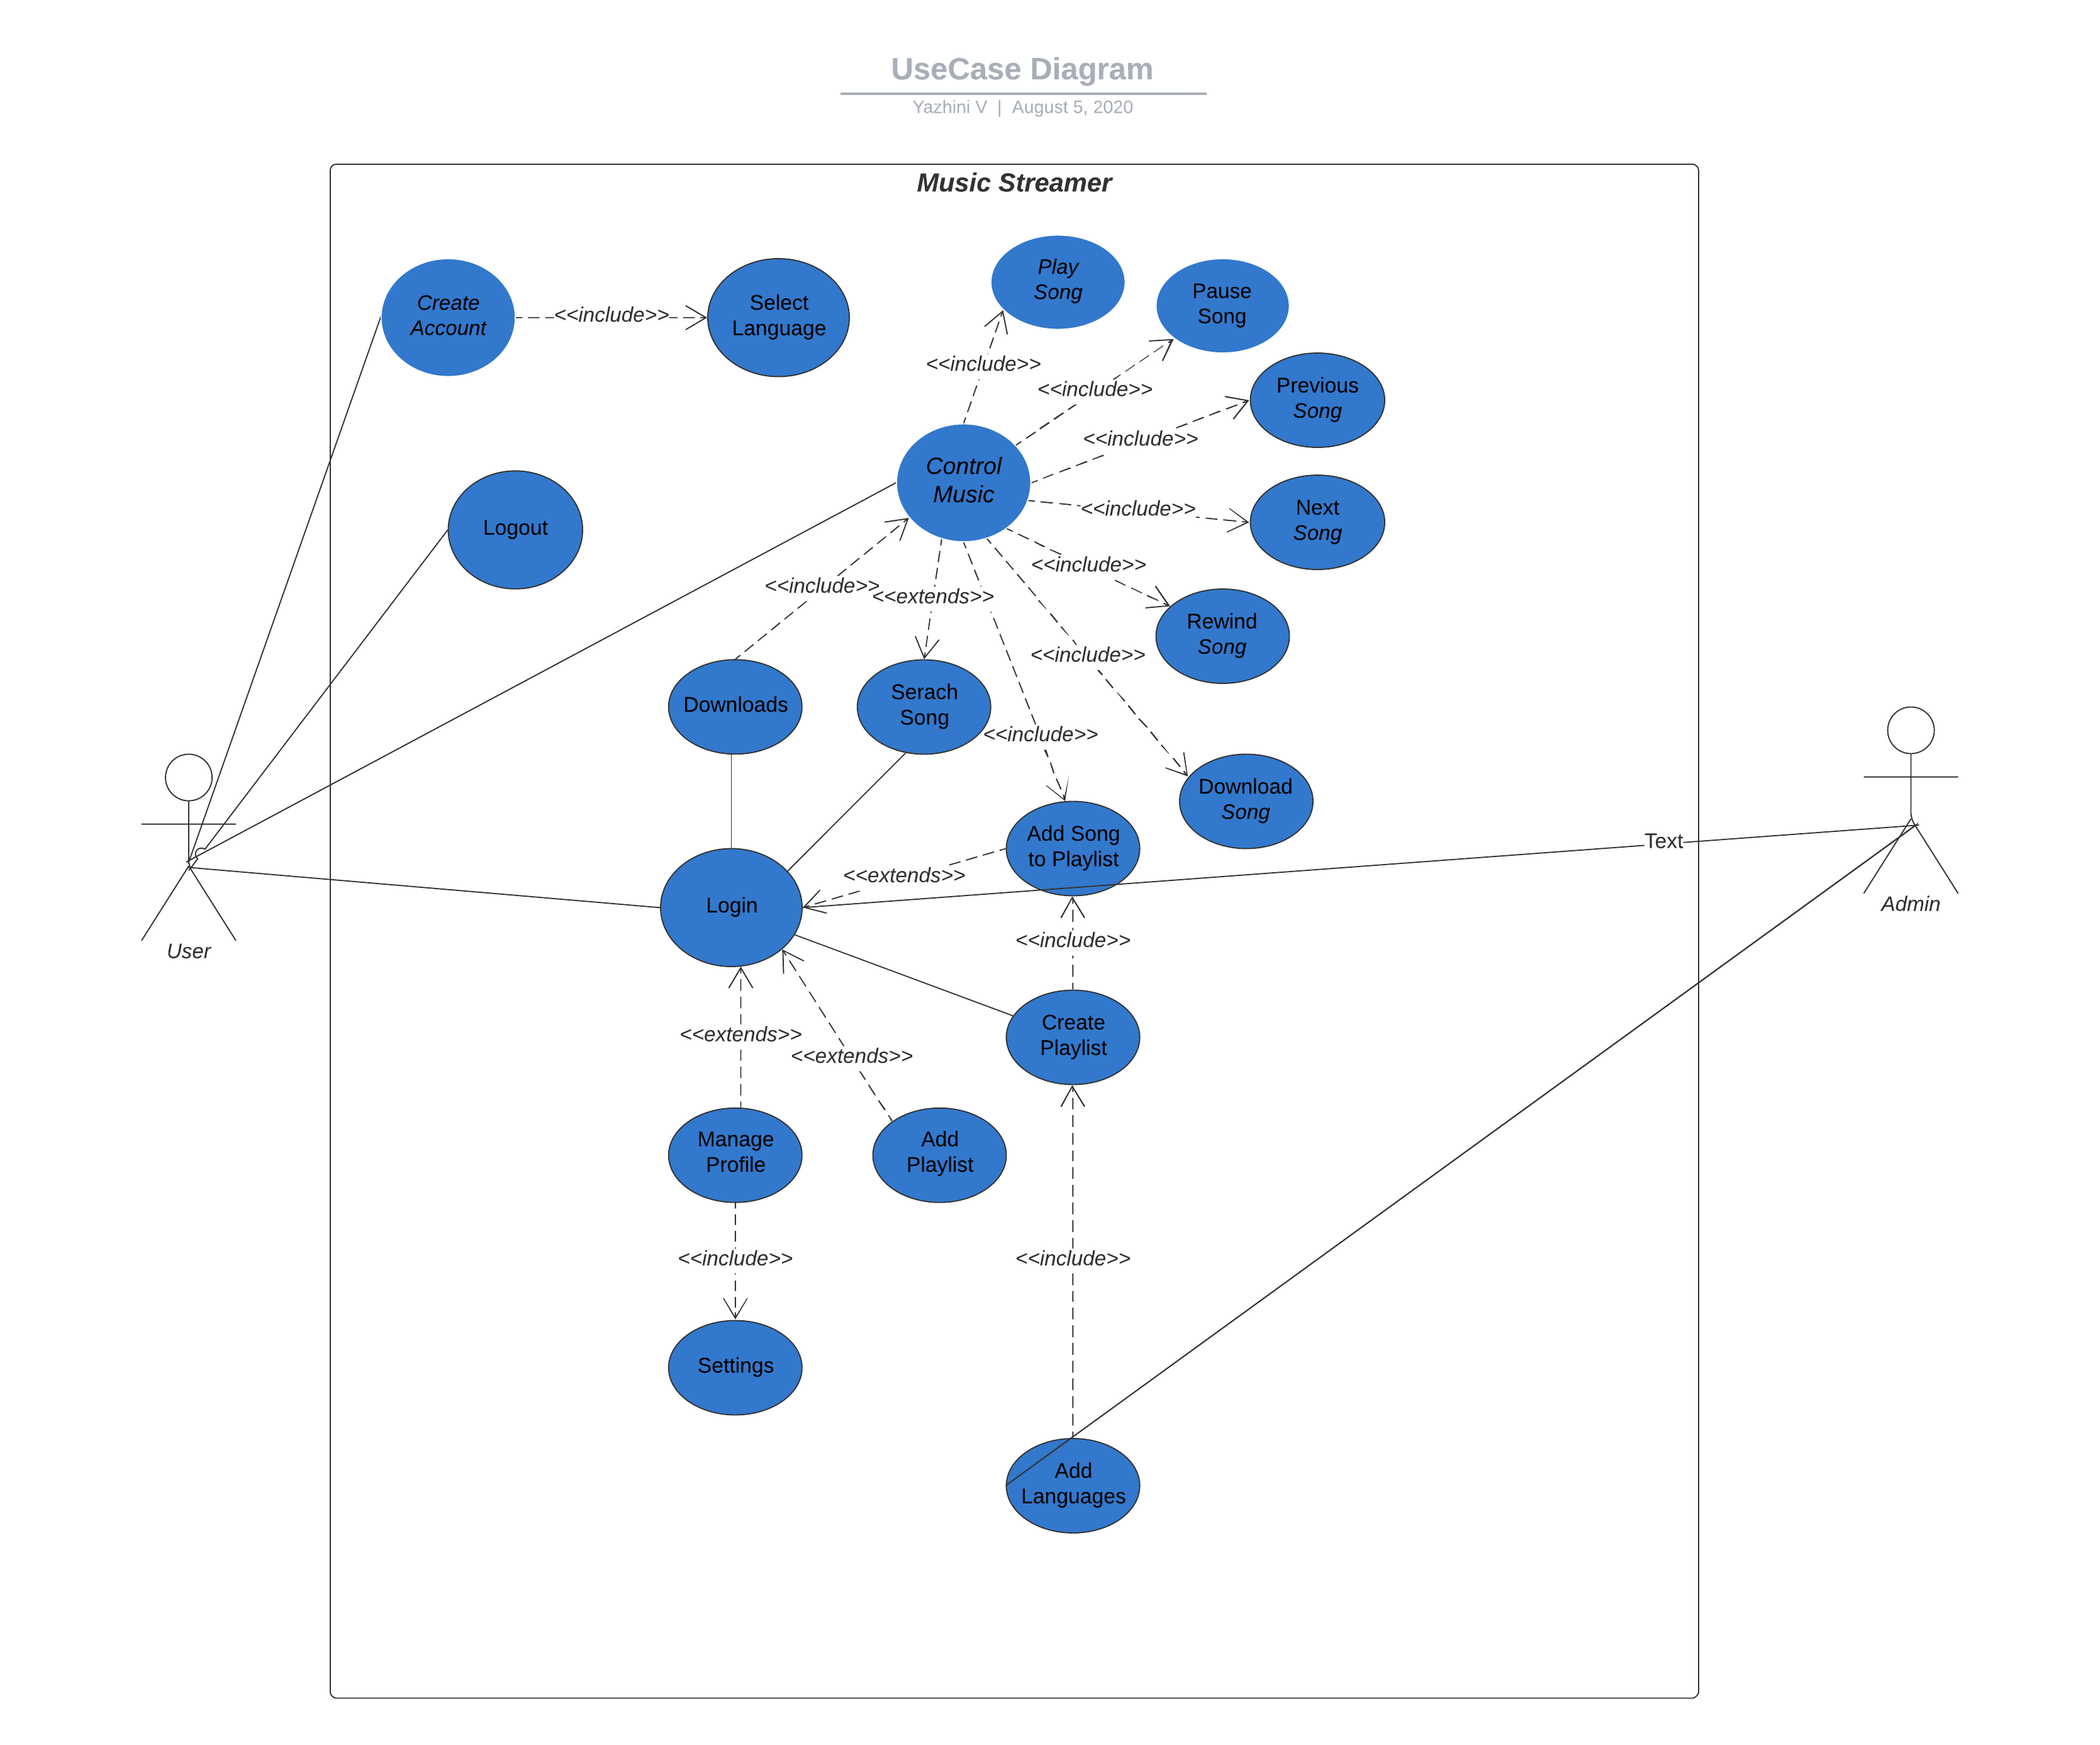 UseCase Diagram
Yazhini V | August 5, 2020
Music Streamer
Create
Account
<<include>>
Select
Language
Play
Song
Pause
Song
<<include>>
<<include>>
Previous
Song
<<include>>
Control
Music
Logout
<<include>>
Next
Song
<<include>>
<<include>>
<<extends>>
Rewind
Song
<<include>>
Downloads
Serach
Song
<<include>>
Download
Song
Add Song
to Playlist
Text
<<extends>>
Login
Admin
User
<<include>>
Create
Playlist
<<extends>>
<<extends>>
Manage
Profile
Add
Playlist
<<include>>
<<include>>
Settings
Add
Languages